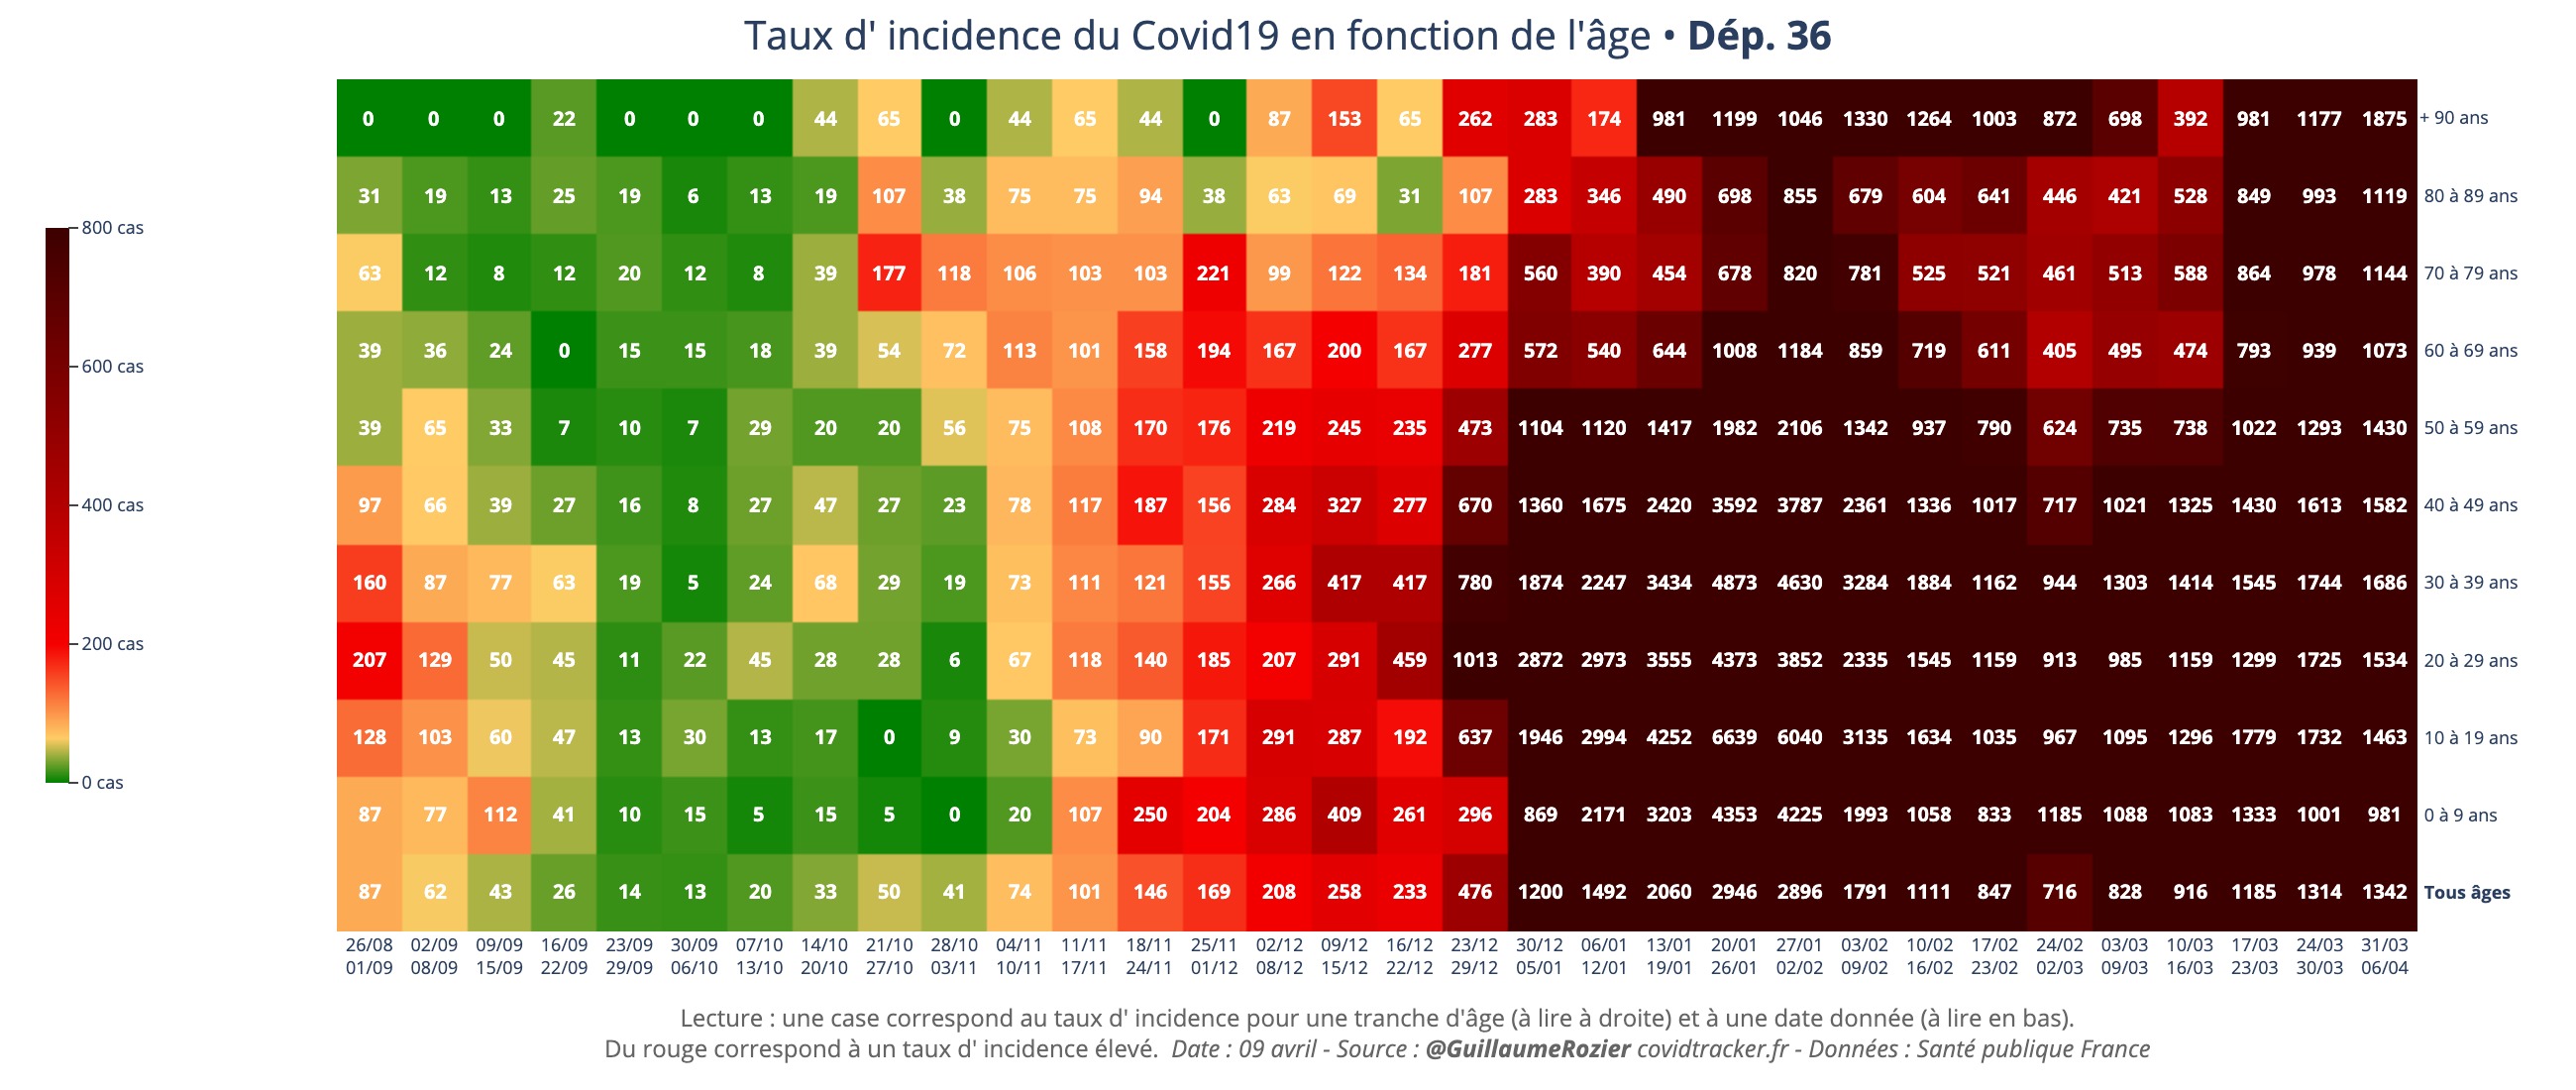 Taux d' incidence du Covid19 en fonction de l'âge • Dép. 36
800 cas
600 cas
400 cas
200 cas
0 cas
0 0 0 22 0 0 0 44 65 0 44 65 44 0 87 153 65 262 283 174 981 1199 1046 1330 1264 1003 872 698 392 981 1177 1875 + 90 ans
31 19 13 25 19 6 13 19 107 38 75 75 94 38 63 69 31 107 283 346 490 698 855 679 604 641 446 421 528 849 993 1119 80 à 89 ans
63 12 8 12 20 12 8 39 177 118 106 103 103 221 99 122 134 181 560 390 454 678 820 781 525 521 461 513 588 864 978 1144 70 à 79 ans
39 36 24 0 15 15 18 39 54 72 113 101 158 194 167 200 167 277 572 540 644 1008 1184 859 719 611 405 495 474 793 939 1073 60 à 69 ans
39 65 33 7 10 7 29 20 20 56 75 108 170 176 219 245 235 473 1104 1120 1417 1982 2106 1342 937 790 624 735 738 1022 1293 1430 50 à 59 ans
97 66 39 27 16 8 27 47 27 23 78 117 187 156 284 327 277 670 1360 1675 2420 3592 3787 2361 1336 1017 717 1021 1325 1430 1613 1582 40 à 49 ans
160 87 77 63 19 5 24 68 29 19 73 111 121 155 266 417 417 780 1874 2247 3434 4873 4630 3284 1884 1162 944 1303 1414 1545 1744 1686 30 à 39 ans
207 129 50 45 11 22 45 28 28 6 67 118 140 185 207 291 459 1013 2872 2973 3555 4373 3852 2335 1545 1159 913 985 1159 1299 1725 1534 20 à 29 ans
128 103 60 47 13 30 13 17 0 9 30 73 90 171 291 287 192 637 1946 2994 4252 6639 6040 3135 1634 1035 967 1095 1296 1779 1732 1463 10 à 19 ans
87 77 112 41 10 15 5 15 5 0 20 107 250 204 286 409 261 296 869 2171 3203 4353 4225 1993 1058 833 1185 1088 1083 1333 1001 981 0 à 9 ans
87 62 43 26 14 13 20 33 50 41 74 101 146 169 208 258 233 476 1200 1492 2060 2946 2896 1791 1111 847 716 828 916 1185 1314 1342 Tous âges
26/08 02/09 09/09 16/09 23/09 30/09 07/10 14/10 21/10 28/10 04/11 11/11 18/11 25/11 02/12 09/12 16/12 23/12 30/12 06/01 13/01 20/01 27/01 03/02 10/02 17/02 24/02 03/03 10/03 17/03 24/03 31/03
01/09 08/09 15/09 22/09 29/09 06/10 13/10 20/10 27/10 03/11 10/11 17/11 24/11 01/12 08/12 15/12 22/12 29/12 05/01 12/01 19/01 26/01 02/02 09/02 16/02 23/02 02/03 09/03 16/03 23/03 30/03 06/04
Lecture : une case correspond au taux d' incidence pour une tranche d'âge (à lire à droite) et à une date donnée (à lire en bas).
Du rouge correspond à un taux d' incidence élevé. Date : 09 avril - Source : @GuillaumeRozier covidtracker.fr - Données : Santé publique France